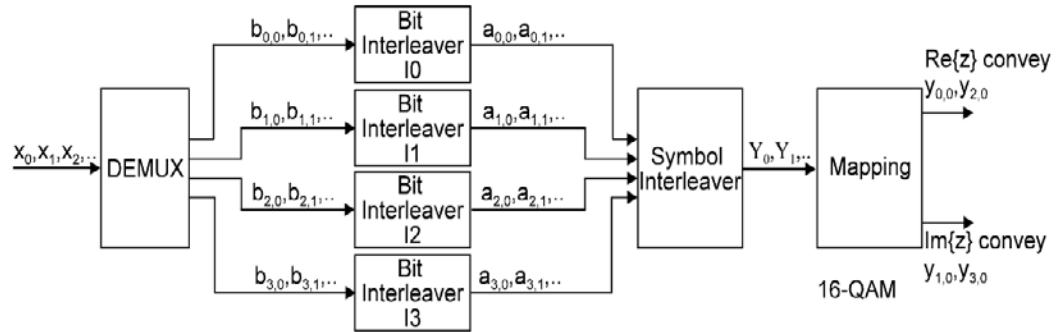 x₀,x₁,x₂,..
DEMUX
b₀,₀,b₀,₁,..
b₁,₀,b₁,₁,..
b₂,₀,b₂,₁,..
b₃,₀,b₃,₁,..
Bit
Interleaver
I0
Bit
Interleaver
I1
Bit
Interleaver
I2
Bit
Interleaver
I3
a₀,₀,a₀,₁,..
a₁,₀,a₁,₁,..
a₂,₀,a₂,₁,..
a₃,₀,a₃,₁,..
Symbol
Interleaver
Y₀,Y₁,..
Mapping
16-QAM
Re{z} convey
y₀,₀,y₂,₀
Im{z} convey
y₁,₀,y₃,₀